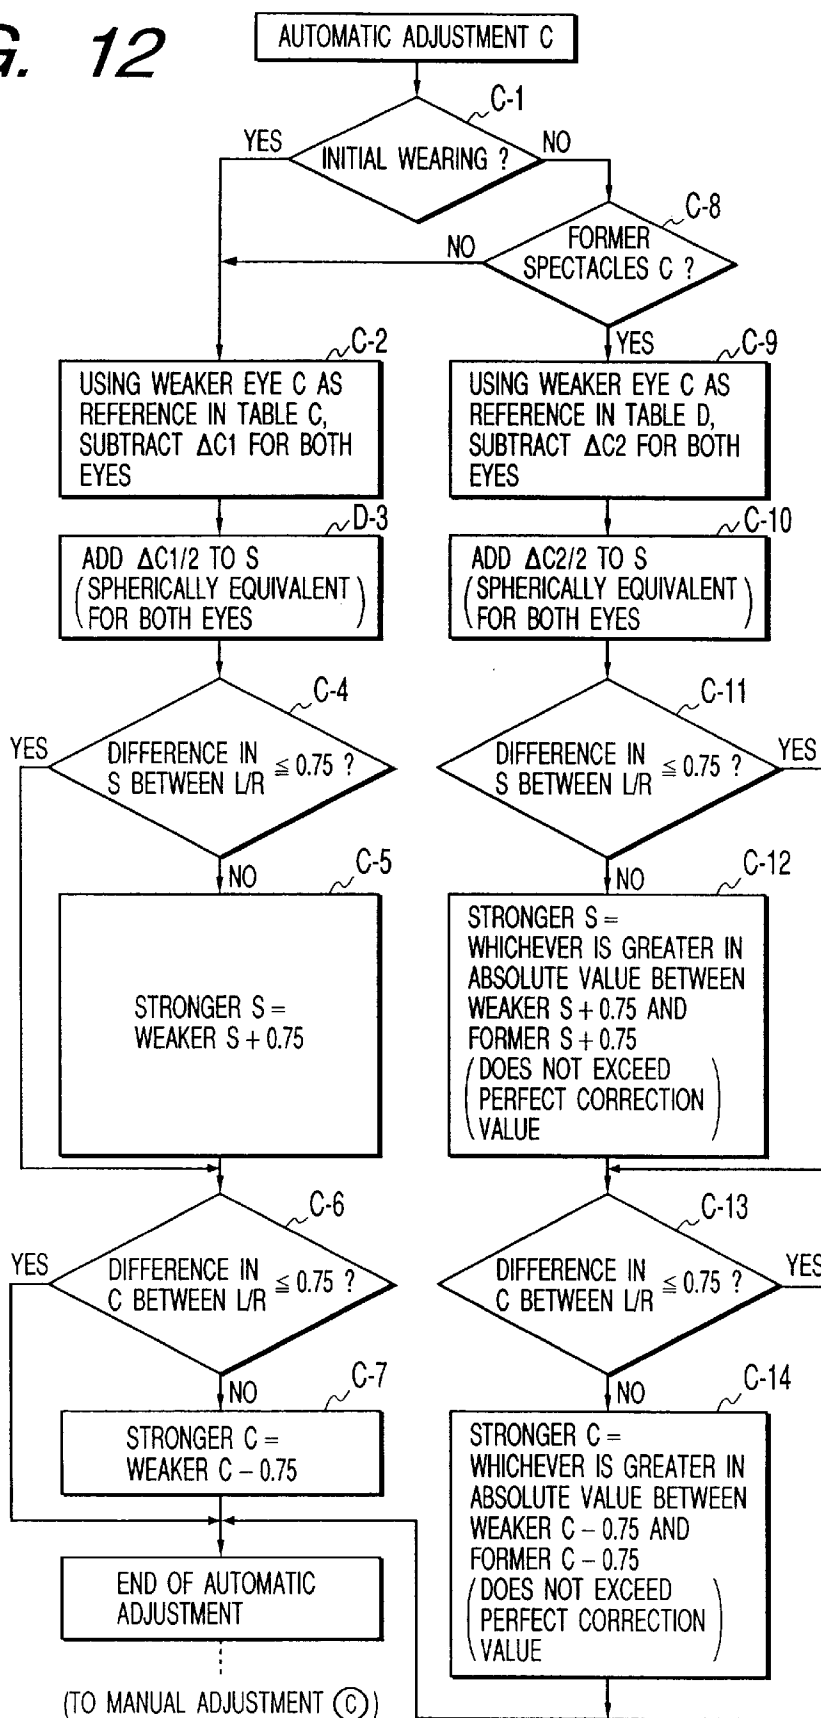 G. 12
AUTOMATIC ADJUSTMENT C
C-1
YES
INITIAL WEARING ?
NO
C-8
NO
FORMER
SPECTACLES C ?
YES
C-2
USING WEAKER EYE C AS
REFERENCE IN TABLE C,
SUBTRACT ΔC1 FOR BOTH
EYES
C-9
USING WEAKER EYE C AS
REFERENCE IN TABLE D,
SUBTRACT ΔC2 FOR BOTH
EYES
D-3
ADD ΔC1/2 TO S
(SPHERICALLY EQUIVALENT
FOR BOTH EYES)
C-10
ADD ΔC2/2 TO S
(SPHERICALLY EQUIVALENT
FOR BOTH EYES)
C-4
YES
DIFFERENCE IN
S BETWEEN L/R ≦ 0.75 ?
NO
C-11
DIFFERENCE IN
S BETWEEN L/R ≦ 0.75 ?
YES
NO
C-5
STRONGER S =
WEAKER S + 0.75
C-12
STRONGER S =
WHICHEVER IS GREATER IN
ABSOLUTE VALUE BETWEEN
WEAKER S + 0.75 AND
FORMER S + 0.75
(DOES NOT EXCEED
PERFECT CORRECTION
VALUE)
C-6
YES
DIFFERENCE IN
C BETWEEN L/R ≦ 0.75 ?
NO
C-13
DIFFERENCE IN
C BETWEEN L/R ≦ 0.75 ?
YES
NO
C-7
STRONGER C =
WEAKER C - 0.75
C-14
STRONGER C =
WHICHEVER IS GREATER IN
ABSOLUTE VALUE BETWEEN
WEAKER C - 0.75 AND
FORMER C - 0.75
(DOES NOT EXCEED
PERFECT CORRECTION
VALUE)
END OF AUTOMATIC
ADJUSTMENT
(TO MANUAL ADJUSTMENT Ⓒ)